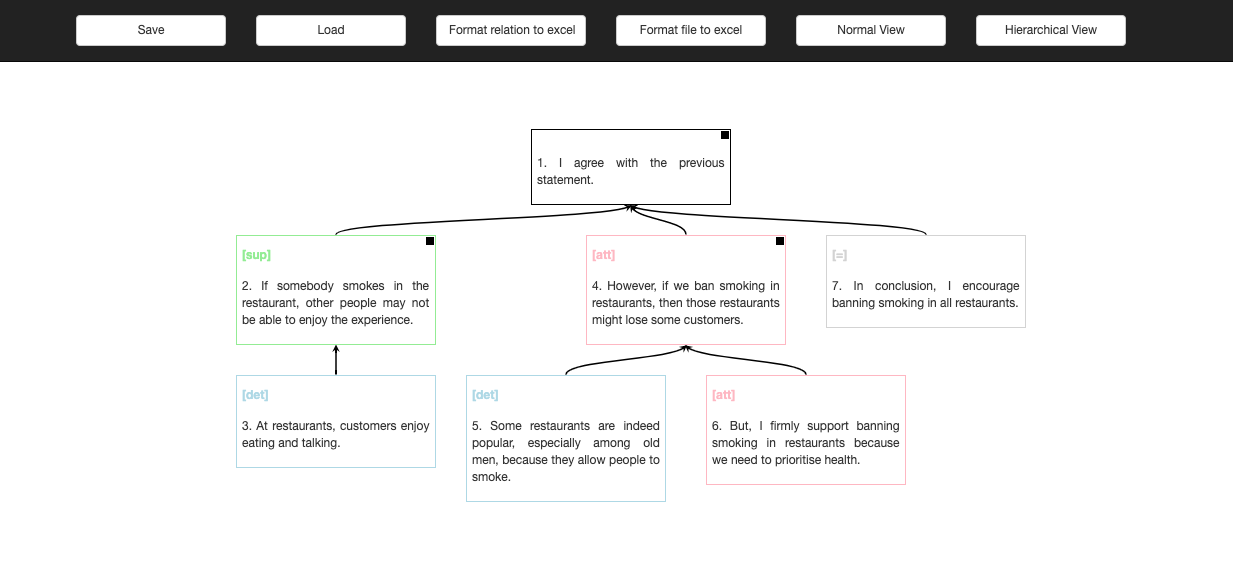 Save
Load
Format relation to excel
Format file to excel
Normal View
Hierarchical View
1. I agree with the previous
statement.
[sup]
2. If somebody smokes in the
restaurant, other people may not
be able to enjoy the experience.
[att]
4. However, if we ban smoking in
restaurants, then those restaurants
might lose some customers.
[=]
7. In conclusion, I encourage
banning smoking in all restaurants.
[det]
3. At restaurants, customers enjoy
eating and talking.
[det]
5. Some restaurants are indeed
popular, especially among old
men, because they allow people to
smoke.
[att]
6. But, I firmly support banning
smoking in restaurants because
we need to prioritise health.